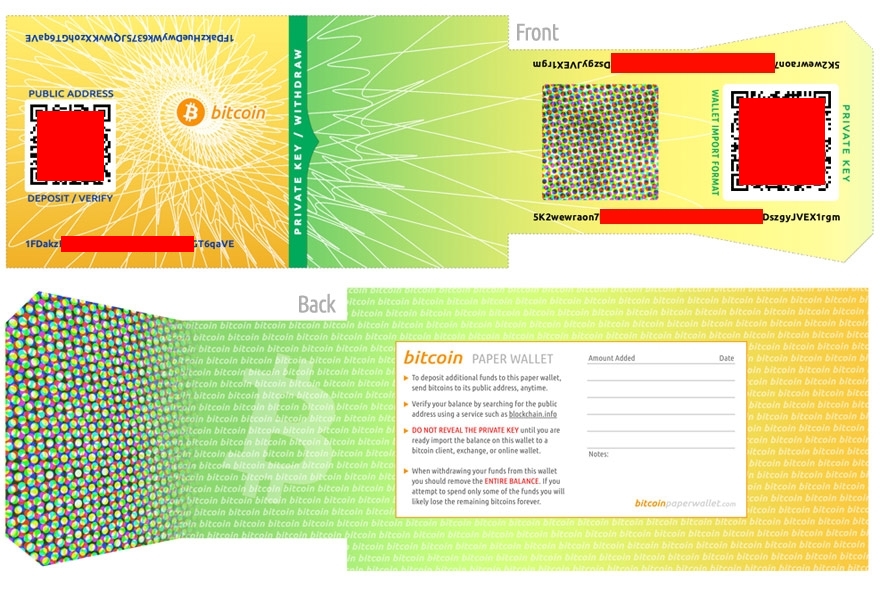 Front
1FDakzHueDwyWk6375JQWvKXzohGT6qaVE
PUBLIC ADDRESS
bitcoin
DEPOSIT / VERIFY
1FDakz
GT6qaVE
PRIVATE KEY / WITHDRAW
5K2wewraon7
DszgyJVEX1rgm
WALLET IMPORT FORMAT
PRIVATE KEY
5K2wewraon7
DszgyJVEX1rgm
Back
bitcoin PAPER WALLET
To deposit additional funds to this paper wallet,
send bitcoins to its public address, anytime.
Verify your balance by searching for the public
address using a service such as blockchain.info
DO NOT REVEAL THE PRIVATE KEY until you are
ready import the balance on this wallet to a
bitcoin client, exchange, or online wallet.
When withdrawing your funds from this wallet
you should remove the ENTIRE BALANCE. If you
attempt to spend only some of the funds you will
likely lose the remaining bitcoins forever.
Amount Added Date
Notes:
bitcoinpaperwallet.com